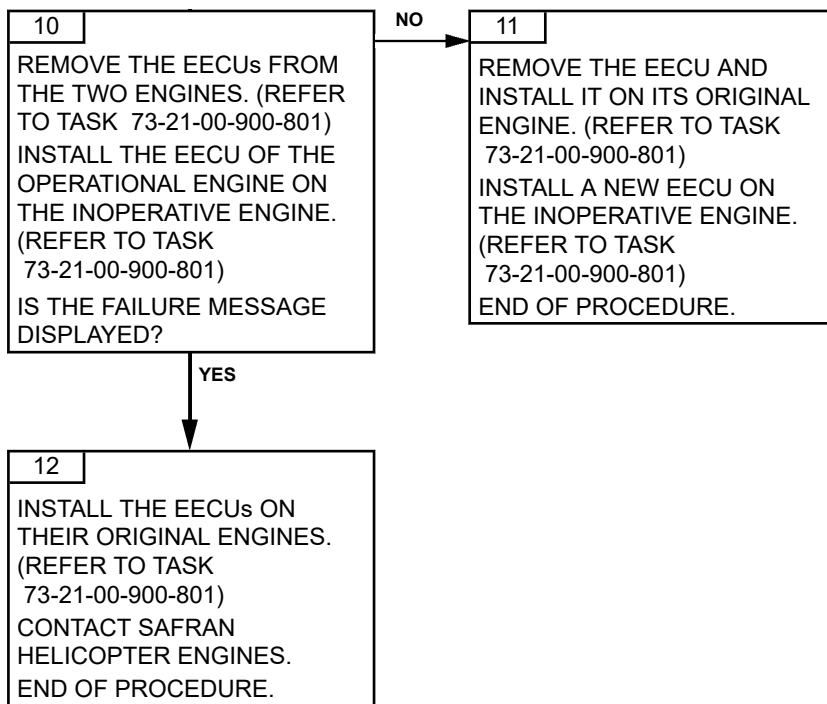 10
REMOVE THE EECUs FROM
THE TWO ENGINES. (REFER
TO TASK 73-21-00-900-801)
INSTALL THE EECU OF THE
OPERATIONAL ENGINE ON
THE INOPERATIVE ENGINE.
(REFER TO TASK
73-21-00-900-801)
IS THE FAILURE MESSAGE
DISPLAYED?
NO
11
REMOVE THE EECU AND
INSTALL IT ON ITS ORIGINAL
ENGINE. (REFER TO TASK
73-21-00-900-801)
INSTALL A NEW EECU ON
THE INOPERATIVE ENGINE.
(REFER TO TASK
73-21-00-900-801)
END OF PROCEDURE.
YES
12
INSTALL THE EECUs ON
THEIR ORIGINAL ENGINES.
(REFER TO TASK
73-21-00-900-801)
CONTACT SAFRAN
HELICOPTER ENGINES.
END OF PROCEDURE.